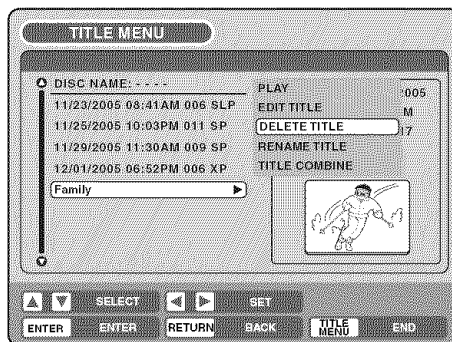 TITLE MENU
DISC NAME: - - - -
11/23/2005 08:41AM 006 SLP
11/25/2005 10:03PM 011 SP
11/29/2005 11:30AM 009 SP
12/01/2005 06:52PM 006 XP
Family
PLAY
EDIT TITLE
DELETE TITLE
RENAME TITLE
TITLE COMBINE
005
M
17
SELECT
SET
ENTER ENTER
RETURN BACK
TITLE MENU END